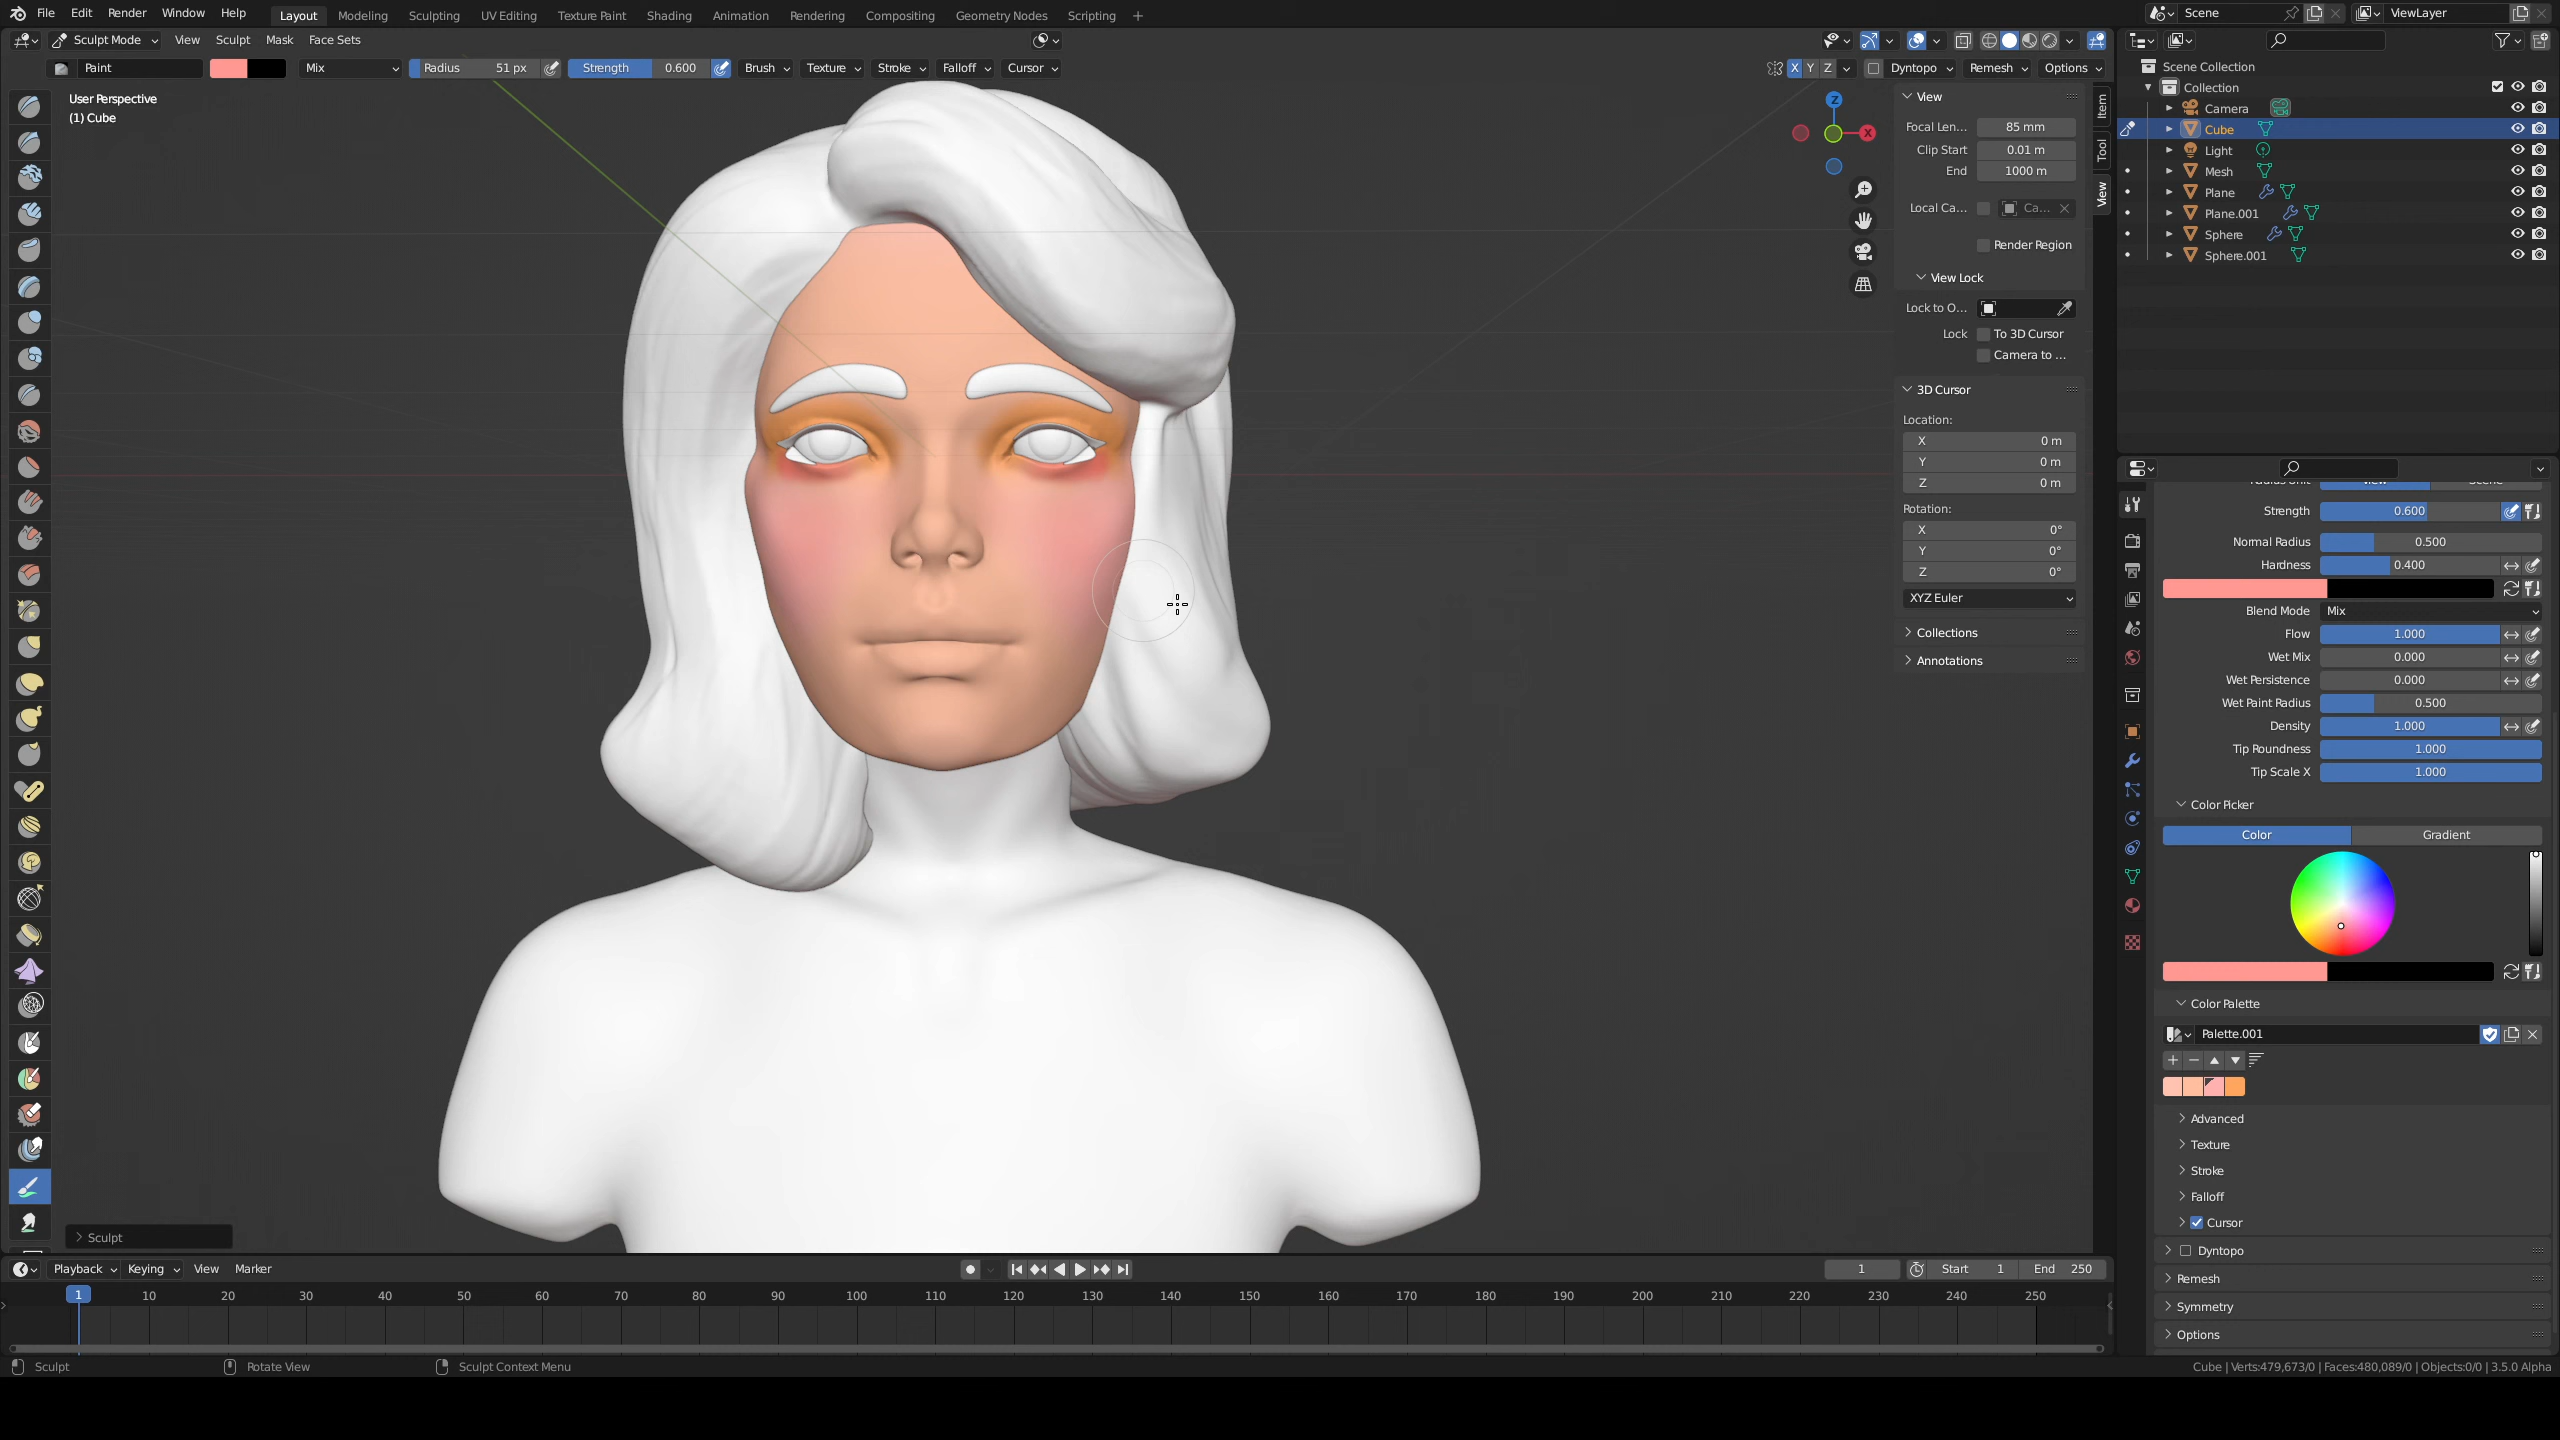 File Edit Render Window Help Layout Modeling Sculpting UV Editing Texture Paint Shading Animation Rendering Compositing Geometry Nodes Scripting + Scene ViewLayer
Sculpt Mode View Sculpt Mask Face Sets
Paint Mix Radius 51 px Strength 0.600 Brush Texture Stroke Falloff Cursor X Y Z Dyntopo Remesh Options
User Perspective
(1) Cube
Z
X
View
Focal Len... 85 mm
Clip Start 0.01 m
End 1000 m
Local Ca... Ca...
Render Region
View Lock
Lock to O...
Lock To 3D Cursor
Camera to ...
3D Cursor
Location:
X 0 m
Y 0 m
Z 0 m
Rotation:
X 0°
Y 0°
Z 0°
XYZ Euler
Collections
Annotations
Item
Tool
View
Scene Collection
Collection
Camera
Cube
Light
Mesh
Plane
Plane.001
Sphere
Sphere.001
Strength 0.600
Normal Radius 0.500
Hardness 0.400
Blend Mode Mix
Flow 1.000
Wet Mix 0.000
Wet Persistence 0.000
Wet Paint Radius 0.500
Density 1.000
Tip Roundness 1.000
Tip Scale X 1.000
Color Picker
Color Gradient
Color Palette
Palette.001
Advanced
Texture
Stroke
Falloff
Cursor
Dyntopo
Remesh
Symmetry
Options
Sculpt
Playback Keying View Marker 1 Start 1 End 250
1 10 20 30 40 50 60 70 80 90 100 110 120 130 140 150 160 170 180 190 200 210 220 230 240 250
Sculpt Rotate View Sculpt Context Menu Cube | Verts:479,673/0 | Faces:480,089/0 | Objects:0/0 | 3.5.0 Alpha